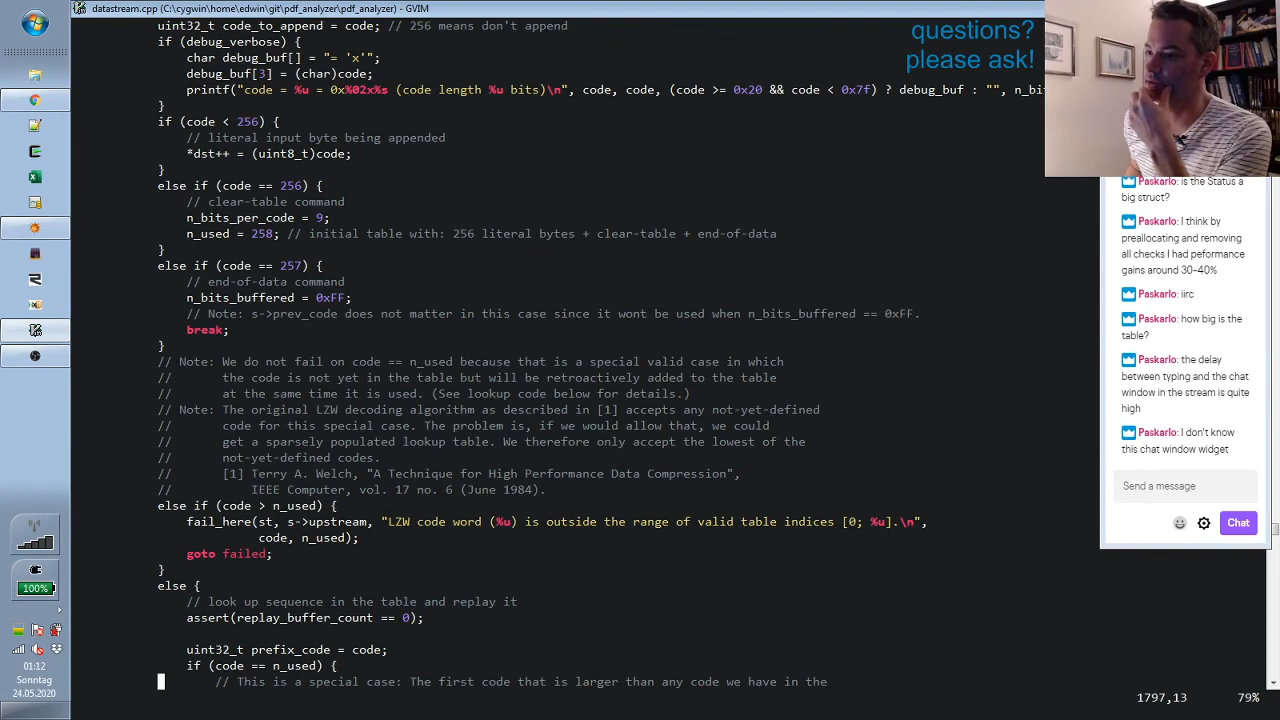 datastream.cpp (C:\cygwin\home\edwin\git\pdf_analyzer\pdf_analyzer) - GVIM
uint32_t code_to_append = code; // 256 means don't append
if (debug_verbose) {
char debug_buf[] = "= 'x'";
debug_buf[3] = (char)code;
printf("code = %u = 0x%02x%s (code length %u bits)\n", code, code, (code >= 0x20 && code < 0x7f) ? debug_buf : "", n_bits
}
if (code < 256) {
// literal input byte being appended
*dst++ = (uint8_t)code;
}
else if (code == 256) {
// clear-table command
n_bits_per_code = 9;
n_used = 258; // initial table with: 256 literal bytes + clear-table + end-of-data
}
else if (code == 257) {
// end-of-data command
n_bits_buffered = 0xFF;
// Note: s->prev_code does not matter in this case since it wont be used when n_bits_buffered == 0xFF.
break;
}
// Note: We do not fail on code == n_used because that is a special valid case in which
// the code is not yet in the table but will be retroactively added to the table
// at the same time it is used. (See lookup code below for details.)
// Note: The original LZW decoding algorithm as described in [1] accepts any not-yet-defined
// code for this special case. The problem is, if we would allow that, we could
// get a sparsely populated lookup table. We therefore only accept the lowest of the
// not-yet-defined codes.
// [1] Terry A. Welch, "A Technique for High Performance Data Compression",
// IEEE Computer, vol. 17 no. 6 (June 1984).
else if (code > n_used) {
fail_here(st, s->upstream, "LZW code word (%u) is outside the range of valid table indices [0; %u].\n",
code, n_used);
goto failed;
}
else {
// look up sequence in the table and replay it
assert(replay_buffer_count == 0);
uint32_t prefix_code = code;
if (code == n_used) {
// This is a special case: The first code that is larger than any code we have in the
1797,13 79%
questions?
please ask!
Paskarlo: is the Status a
big struct?
Paskarlo: I think by
preallocating and removing
all checks I had peformance
gains around 30-40%
Paskarlo: iirc
Paskarlo: how big is the
table?
Paskarlo: the delay
between typing and the chat
window in the stream is quite
high
Paskarlo: I don't know
this chat window widget
Send a message
Chat
100%
01:12
Sonntag
24.05.2020